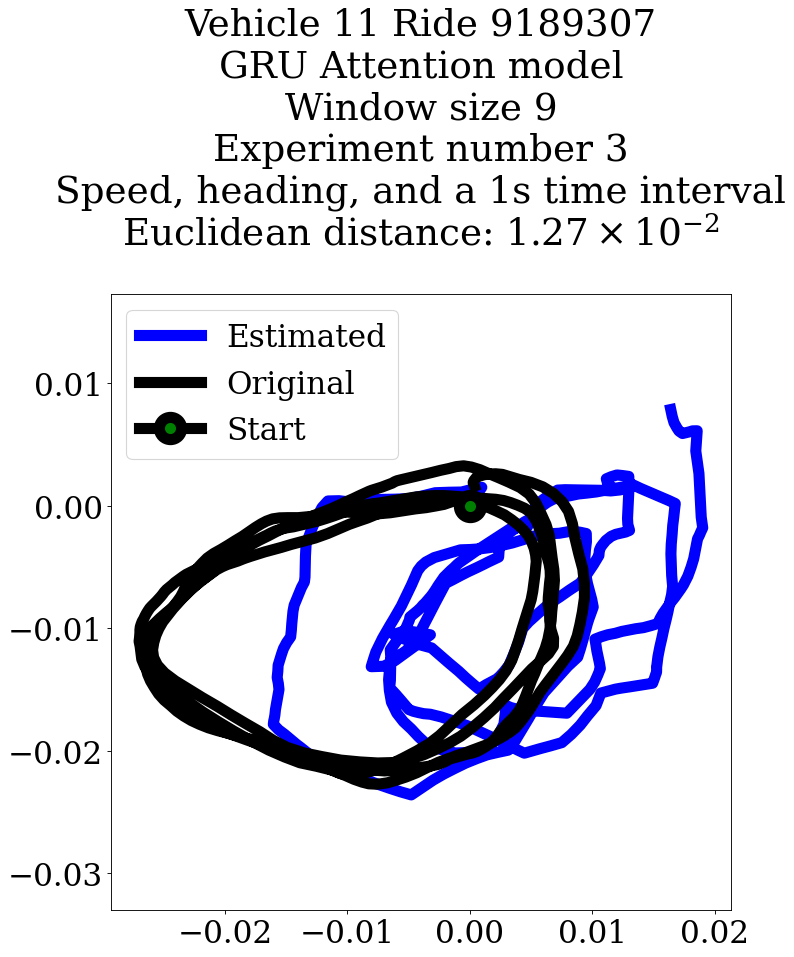 Vehicle 11 Ride 9189307
GRU Attention model
Window size 9
Experiment number 3
Speed, heading, and a 1s time interval
Euclidean distance: 1.27 × 10⁻²
Estimated
Original
Start
0.01
0.00
−0.01
−0.02
−0.03
−0.02 −0.01 0.00 0.01 0.02